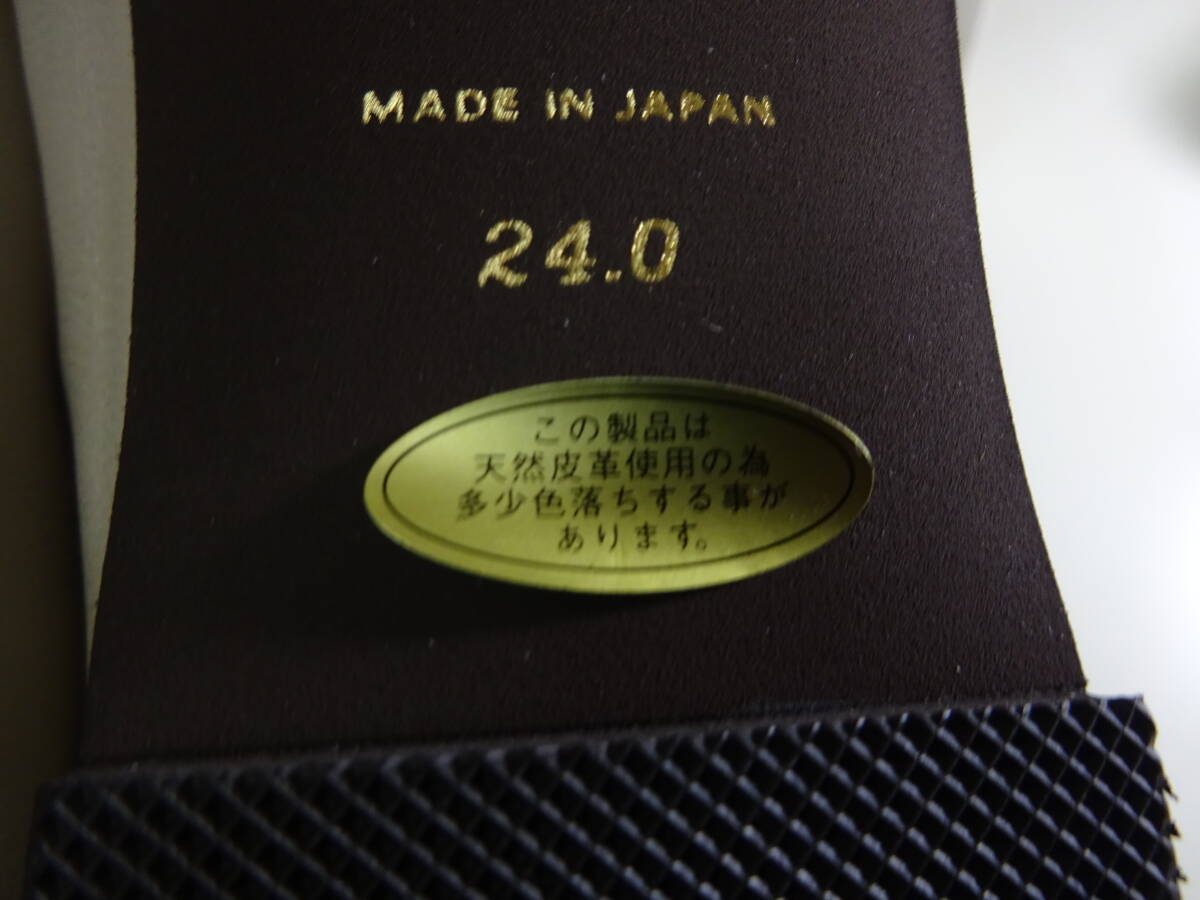 MADE IN JAPAN
24.0
この製品は
天然皮革使用の為
多少色落ちする事が
あります。